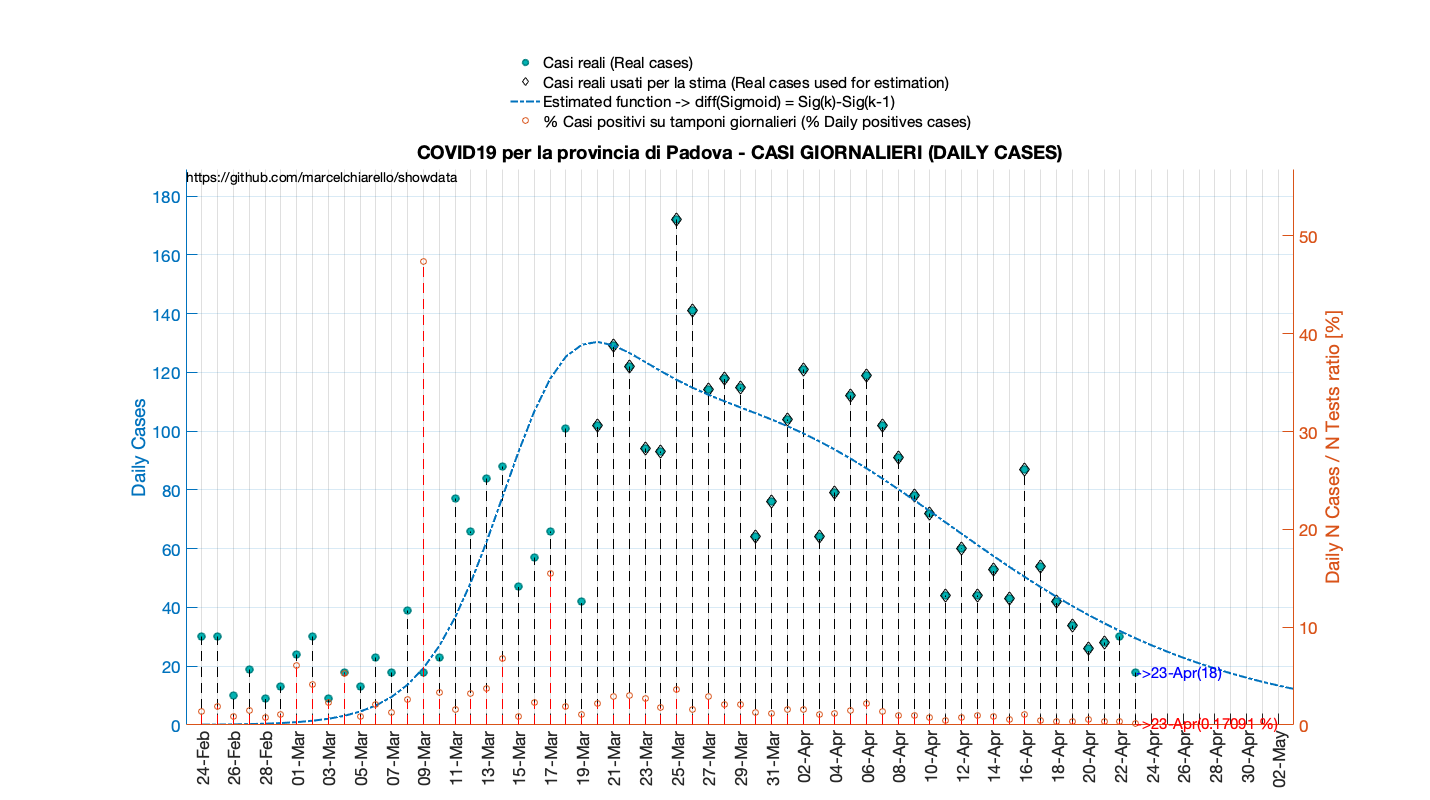 Casi reali (Real cases)
Casi reali usati per la stima (Real cases used for estimation)
Estimated function -> diff(Sigmoid) = Sig(k)-Sig(k-1)
% Casi positivi su tamponi giornalieri (% Daily positives cases)
COVID19 per la provincia di Padova - CASI GIORNALIERI (DAILY CASES)
https://github.com/marcelchiarello/showdata
Daily Cases
180
160
140
120
100
80
60
40
20
0
Daily N Cases / N Tests ratio [%]
50
40
30
20
10
0
->23-Apr(18)
->23-Apr(0.17091 %)
24-Feb
26-Feb
28-Feb
01-Mar
03-Mar
05-Mar
07-Mar
09-Mar
11-Mar
13-Mar
15-Mar
17-Mar
19-Mar
21-Mar
23-Mar
25-Mar
27-Mar
29-Mar
31-Mar
02-Apr
04-Apr
06-Apr
08-Apr
10-Apr
12-Apr
14-Apr
16-Apr
18-Apr
20-Apr
22-Apr
24-Apr
26-Apr
28-Apr
30-Apr
02-May